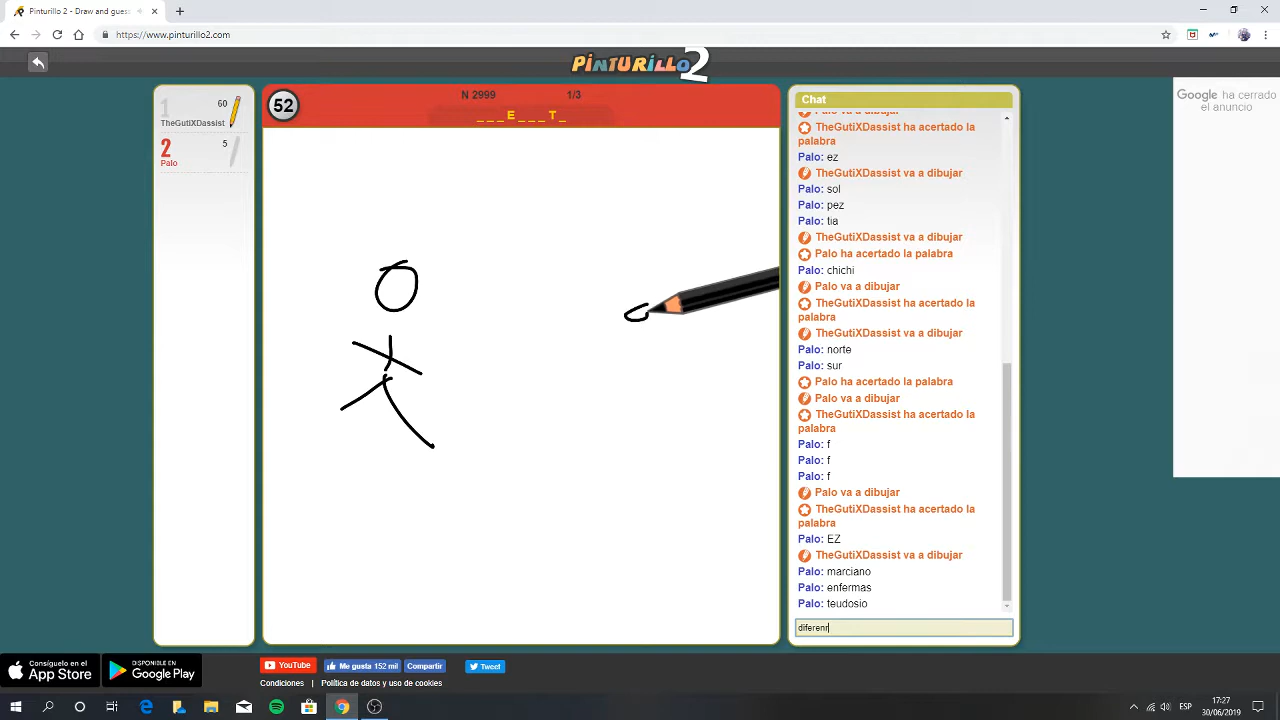 Pinturillo 2 - Draw and gues
https://www.pinturillo2.com
PINTURILLO2
1
60
TheGutiXDassist
2
5
Palo
52
N 2999
1/3
_ _ _ E _ _ _ T _
Chat
TheGutiXDassist ha acertado la
palabra
Palo: ez
TheGutiXDassist va a dibujar
Palo: sol
Palo: pez
Palo: tia
TheGutiXDassist va a dibujar
Palo ha acertado la palabra
Palo: chichi
Palo va a dibujar
TheGutiXDassist ha acertado la
palabra
TheGutiXDassist va a dibujar
Palo: norte
Palo: sur
Palo ha acertado la palabra
Palo va a dibujar
TheGutiXDassist ha acertado la
palabra
Palo: f
Palo: f
Palo: f
Palo va a dibujar
TheGutiXDassist ha acertado la
palabra
Palo: EZ
TheGutiXDassist va a dibujar
Palo: marciano
Palo: enfermas
Palo: teudosio
diferenr
Google ha cerrado
el anuncio
Consíguelo en el
App Store
DISPONIBLE EN
Google Play
YouTube
Me gusta 152 mil
Compartir
Tweet
Condiciones
Política de datos y uso de cookies
ESP
17:27
30/06/2019